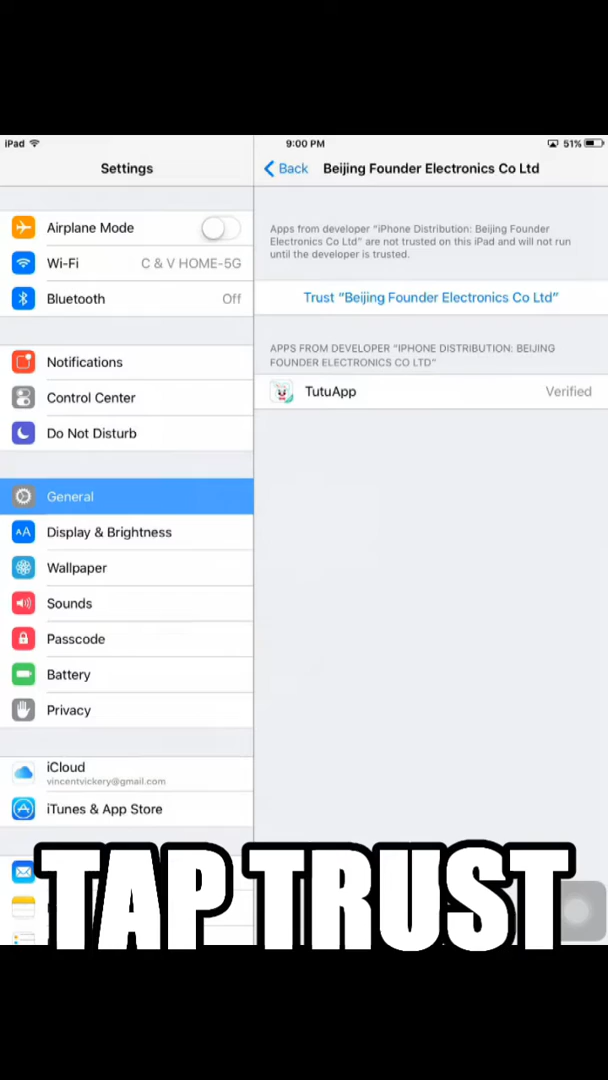 iPad
9:00 PM
51%
Settings
Back
Beijing Founder Electronics Co Ltd
Airplane Mode
Wi-Fi
C & V HOME-5G
Bluetooth
Off
Notifications
Control Center
Do Not Disturb
General
AA
Display & Brightness
Wallpaper
Sounds
Passcode
Battery
Privacy
iCloud
vincentvickery@gmail.com
iTunes & App Store
Apps from developer “iPhone Distribution: Beijing Founder
Electronics Co Ltd” are not trusted on this iPad and will not run
until the developer is trusted.
Trust “Beijing Founder Electronics Co Ltd”
APPS FROM DEVELOPER “IPHONE DISTRIBUTION: BEIJING
FOUNDER ELECTRONICS CO LTD”
TutuApp
Verified
TAP TRUST